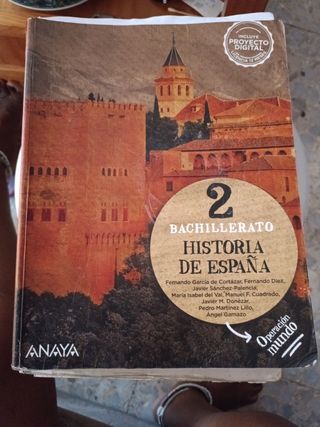 INCLUYE
PROYECTO
DIGITAL
2
BACHILLERATO
HISTORIA
DE ESPAÑA
Fernando García de Cortázar, Fernando Díez,
Javier Sánchez-Palencia,
María Isabel del Val, Manuel F. Cuadrado,
Javier M. Donézar,
Pedro Martínez Lillo,
Ángel Gamazo
Operación
mundo
ANAYA